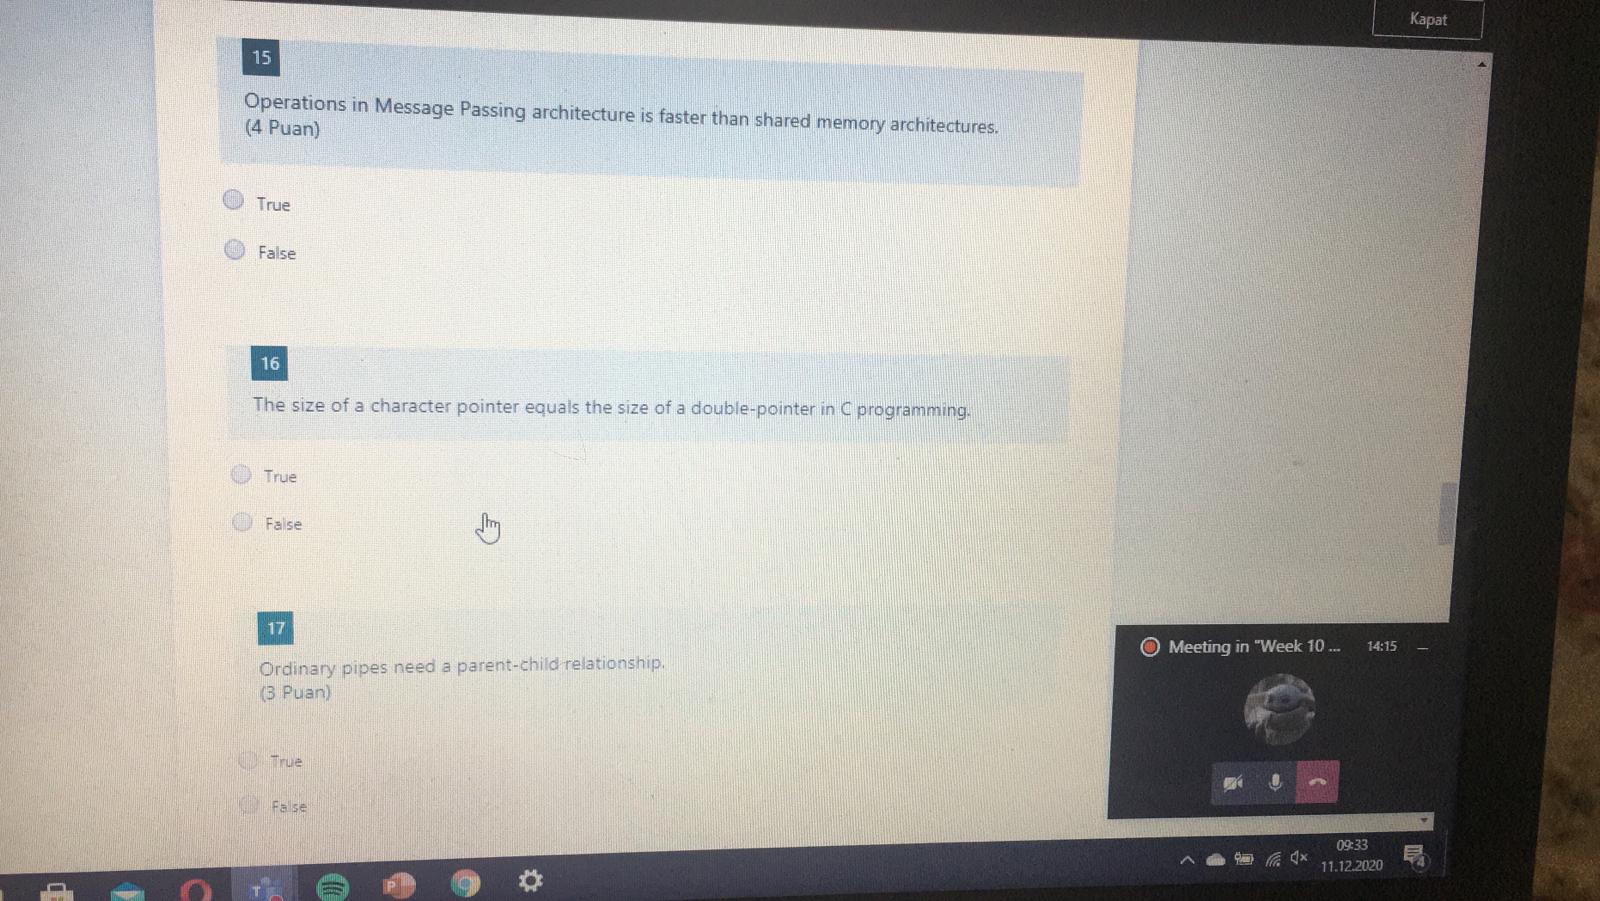 Kapat
15
Operations in Message Passing architecture is faster than shared memory architectures.
(4 Puan)
True
False
16
The size of a character pointer equals the size of a double-pointer in C programming.
True
False
17
Ordinary pipes need a parent-child relationship.
(3 Puan)
True
False
Meeting in "Week 10 ... 14:15
09:33
11.12.2020
4
T
P